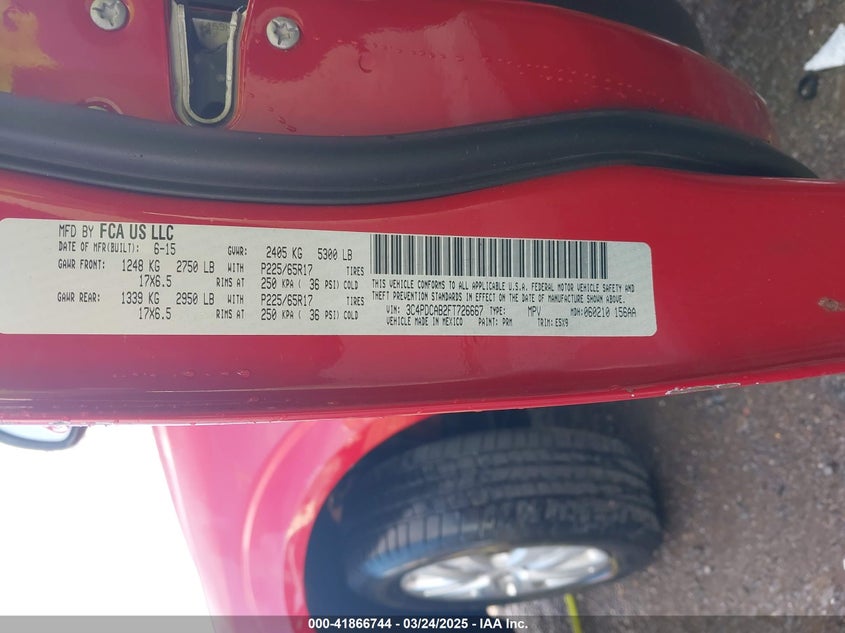 MFD BY FCA US LLC
DATE OF MFR(BUILT): 6-15 GVWR: 2405 KG 5300 LB
GAWR FRONT: 1248 KG 2750 LB WITH P225/65R17 TIRES
17X6.5 RIMS AT 250 KPA ( 36 PSI) COLD
GAWR REAR: 1339 KG 2950 LB WITH P225/65R17 TIRES
17X6.5 RIMS AT 250 KPA ( 36 PSI) COLD
THIS VEHICLE CONFORMS TO ALL APPLICABLE U.S.A. FEDERAL MOTOR VEHICLE SAFETY AND
THEFT PREVENTION STANDARDS IN EFFECT ON THE DATE OF MANUFACTURE SHOWN ABOVE.
VIN: 3C4PDCAB2FT726667 TYPE: MPV MDH:060210 156AA
VEHICLE MADE IN MEXICO PAINT: PRM TRIM: E5X9
000-41866744 / 03/24/2025 - IAA Inc.